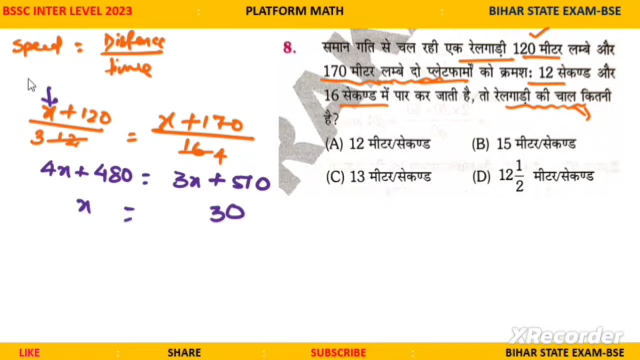 BSSC INTER LEVEL 2023 : PLATFORM MATH : BIHAR STATE EXAM-BSE
Speed = Distance / time
x + 120 / 3 12 = x + 170 / 16 4
4x + 480 = 3x + 510
x = 30
8. समान गति से चल रही एक रेलगाड़ी 120 मीटर लम्बे और
170 मीटर लम्बे दो प्लेटफार्मों को क्रमश: 12 सेकण्ड और
16 सेकण्ड में पार कर जाती है, तो रेलगाड़ी की चाल कितनी
है?
(A) 12 मीटर/सेकण्ड (B) 15 मीटर/सेकण्ड
(C) 13 मीटर/सेकण्ड (D) 12 1/2 मीटर/सेकण्ड
XRecorder
LIKE : SHARE : SUBSCRIBE : BIHAR STATE EXAM-BSE